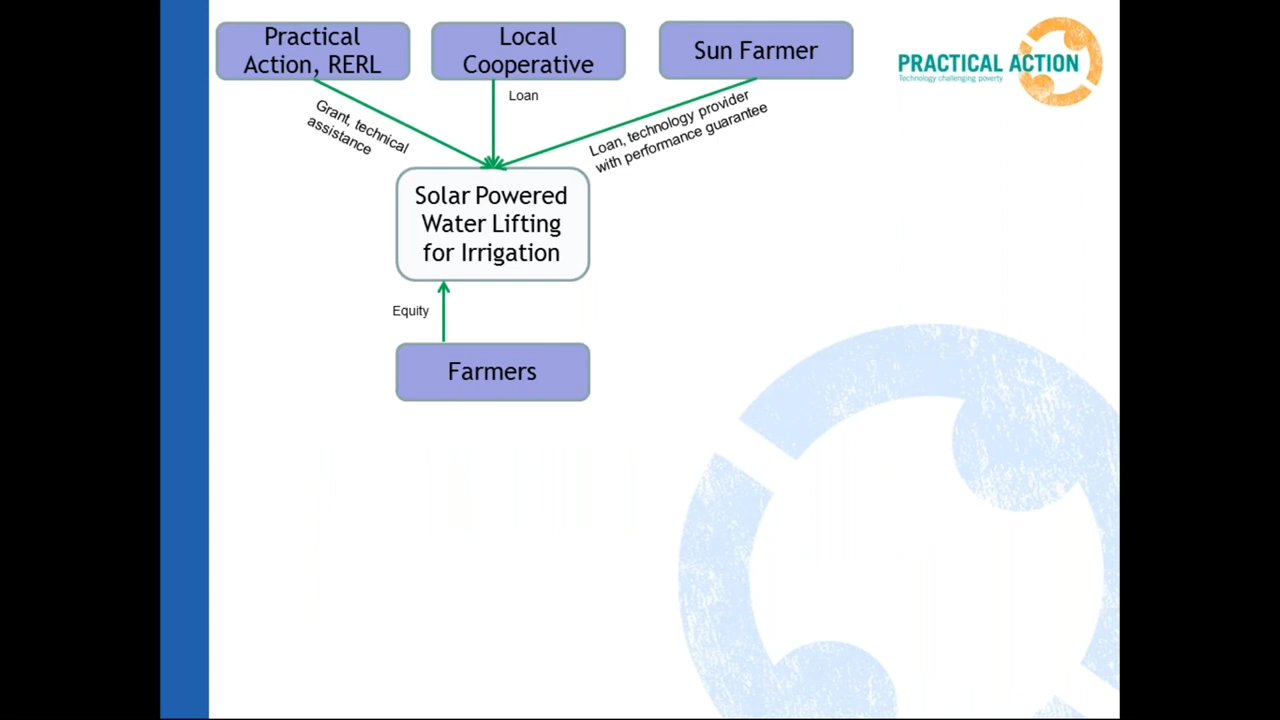 Practical
Action, RERL
Local
Cooperative
Sun Farmer
PRACTICAL ACTION
Technology challenging poverty
Grant, technical
assistance
Loan
Loan, technology provider
with performance guarantee
Solar Powered
Water Lifting
for Irrigation
Equity
Farmers